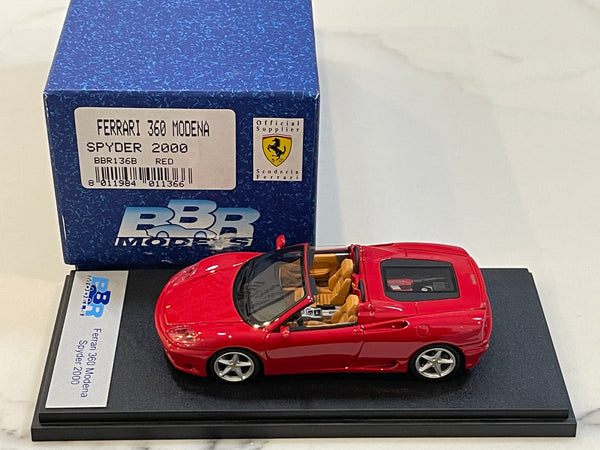 FERRARI 360 MODENA
SPYDER 2000
BBR136B RED
8 011984 011366
Official
Supplier
Scuderia
Ferrari
BBR
MODELS
BBR
MODELS
Ferrari 360 Modena
Spyder 2000